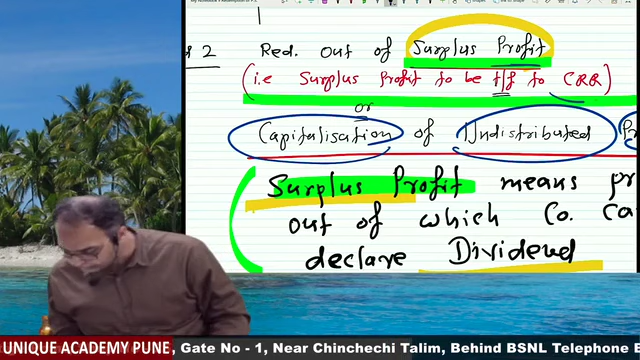 2 Red. out of Surplus Profit
(i.e Surplus Profit to be t/f to CRR)
or
Capitalisation of Undistributed
Surplus Profit means
out of which Co. Ca
declare Dividend
UNIQUE ACADEMY PUNE, Gate No - 1, Near Chinchechi Talim, Behind BSNL Telephone E